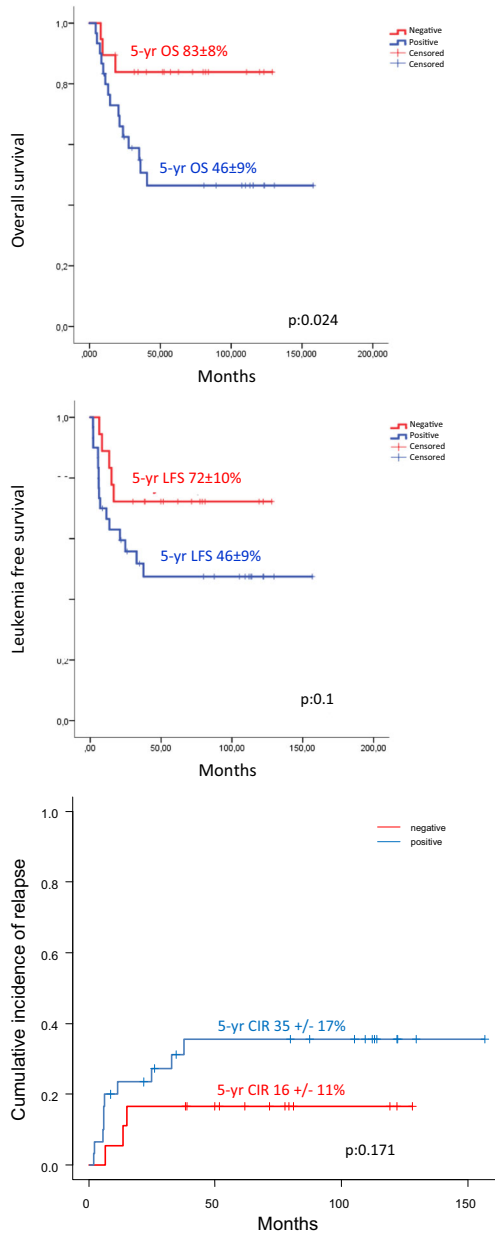 1,0
Negative
Positive
Censored
Censored
5-yr OS 83±8%
0,8
5-yr OS 46±9%
Overall survival
0,2
p:0.024
0,0
,000
50,000
100,000
150,000
200,000
Months
1,0
Negative
Positive
Censored
Censored
5-yr LFS 72±10%
5-yr LFS 46±9%
Leukemia free survival
0,2
p:0.1
0,0
,00
50,00
100,00
150,00
200,00
Months
1.0
negative
positive
0.8
0.6
Cumulative incidence of relapse
0.4
5-yr CIR 35 +/- 17%
0.2
5-yr CIR 16 +/- 11%
p:0.171
0.0
0
50
100
150
Months